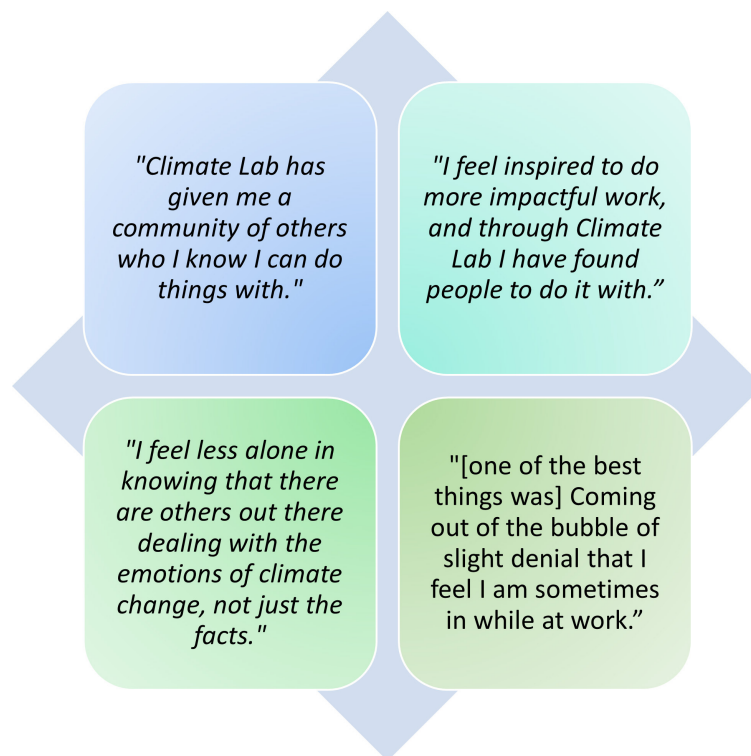 "Climate Lab has
given me a
community of others
who I know I can do
things with."
"I feel inspired to do
more impactful work,
and through Climate
Lab I have found
people to do it with.”
"I feel less alone in
knowing that there
are others out there
dealing with the
emotions of climate
change, not just the
facts."
"[one of the best
things was] Coming
out of the bubble of
slight denial that I
feel I am sometimes
in while at work.”